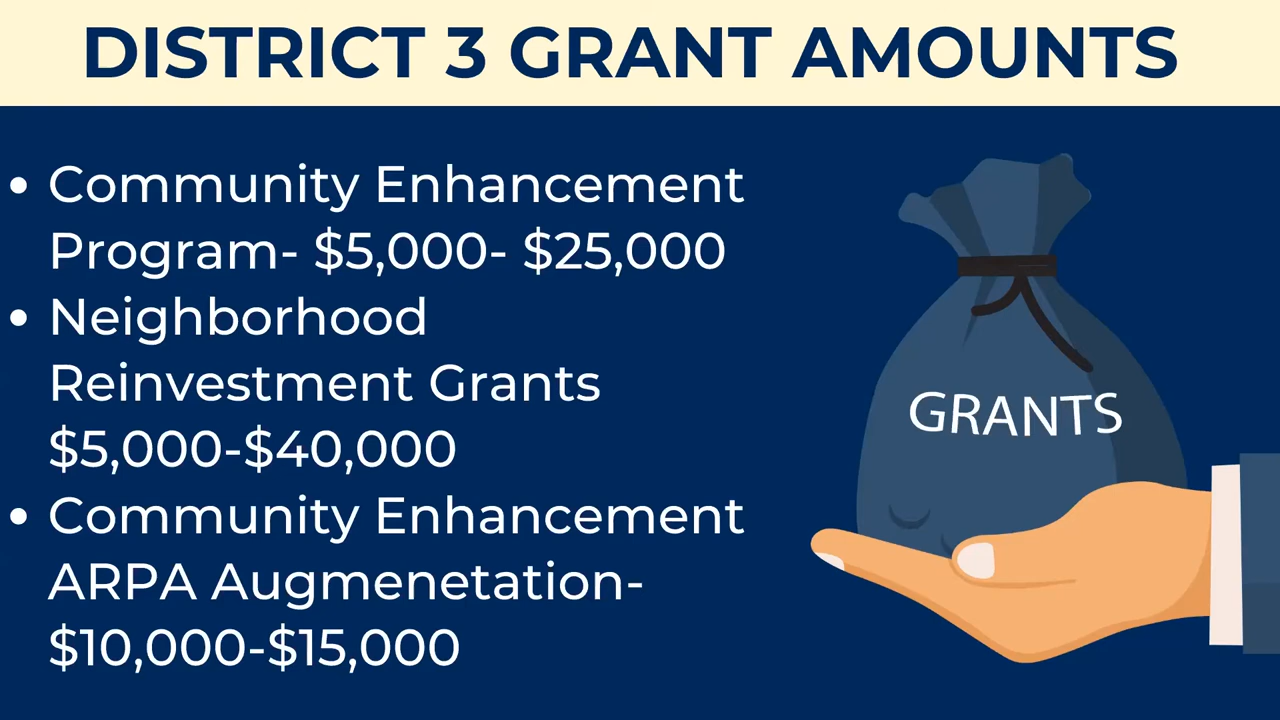 DISTRICT 3 GRANT AMOUNTS
• Community Enhancement
Program- $5,000- $25,000
• Neighborhood
Reinvestment Grants
$5,000-$40,000
• Community Enhancement
ARPA Augmenetation-
$10,000-$15,000
GRANTS